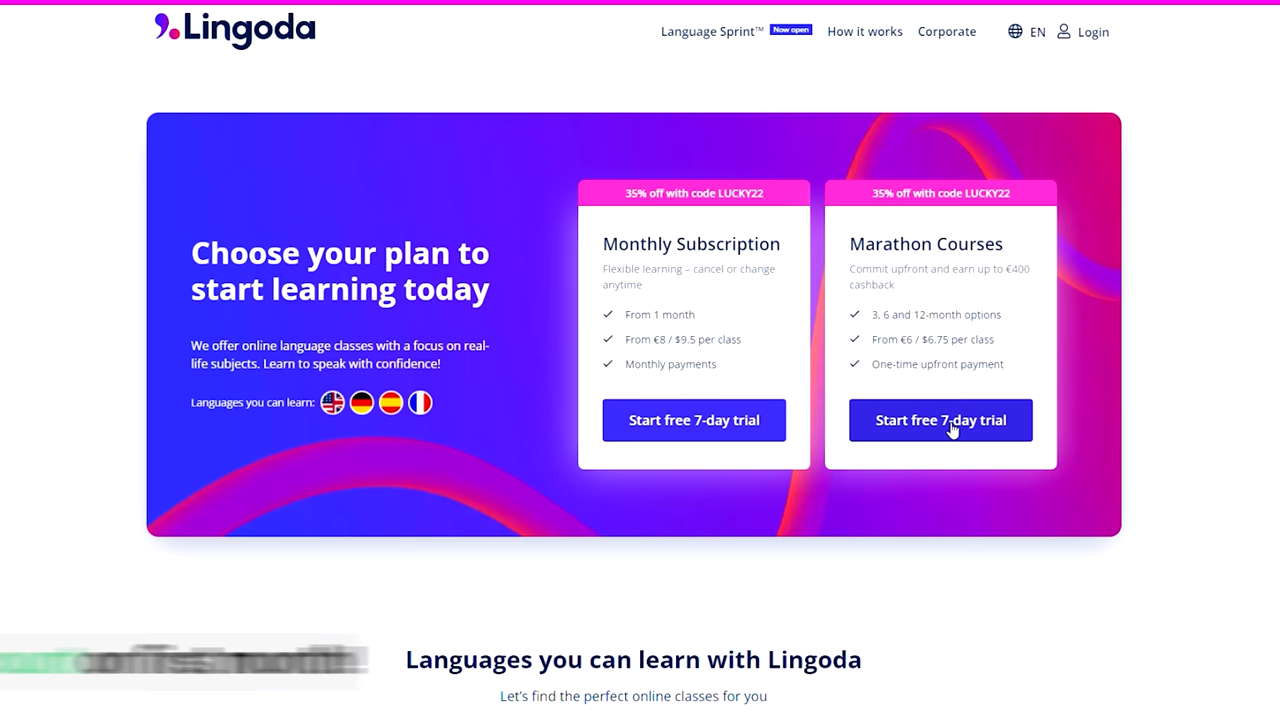 Lingoda
Language Sprint™ Now open How it works Corporate EN Login
Choose your plan to
start learning today
We offer online language classes with a focus on real-
life subjects. Learn to speak with confidence!
Languages you can learn:
35% off with code LUCKY22
Monthly Subscription
Flexible learning – cancel or change
anytime
From 1 month
From €8 / $9.5 per class
Monthly payments
Start free 7-day trial
35% off with code LUCKY22
Marathon Courses
Commit upfront and earn up to €400
cashback
3, 6 and 12-month options
From €6 / $6.75 per class
One-time upfront payment
Start free 7-day trial
Languages you can learn with Lingoda
Let's find the perfect online classes for you